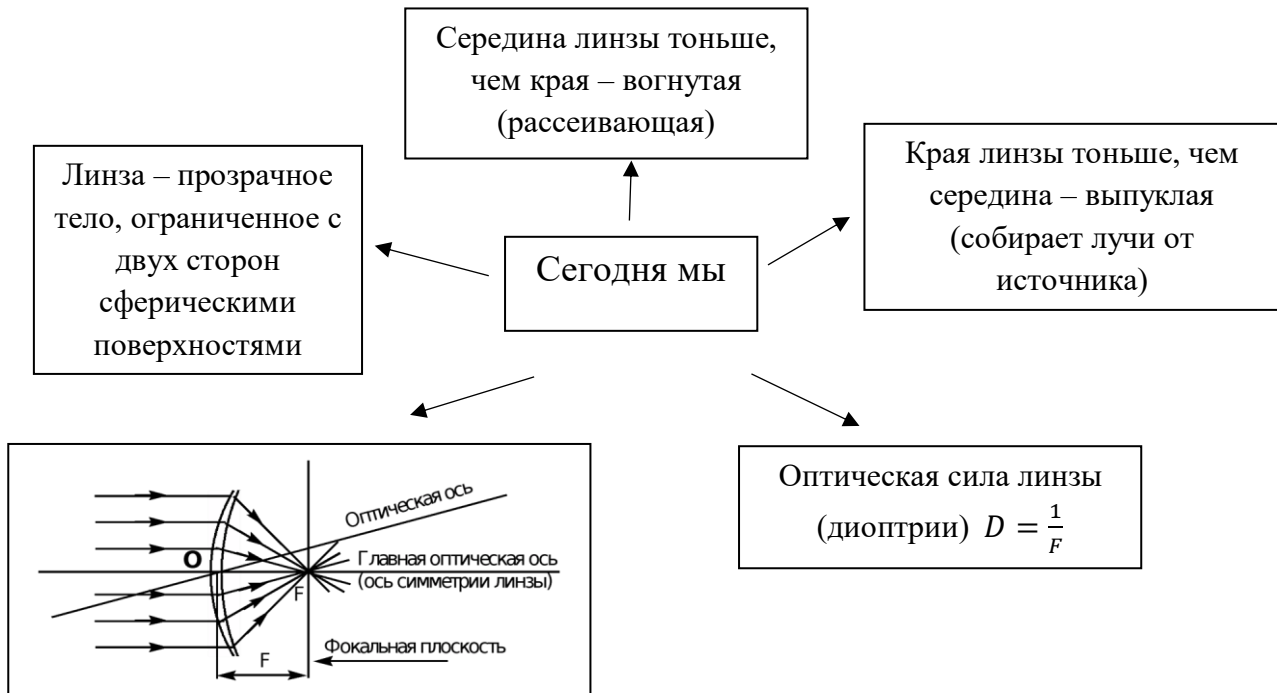 Середина линзы тоньше,
чем края – вогнутая
(рассеивающая)
Линза – прозрачное
тело, ограниченное с
двух сторон
сферическими
поверхностями
Сегодня мы
Края линзы тоньше, чем
середина – выпуклая
(собирает лучи от
источника)
Оптическая ось
O
Главная оптическая ось
(ось симметрии линзы)
F
Фокальная плоскость
F
Оптическая сила линзы
(диоптрии) D = 1/F